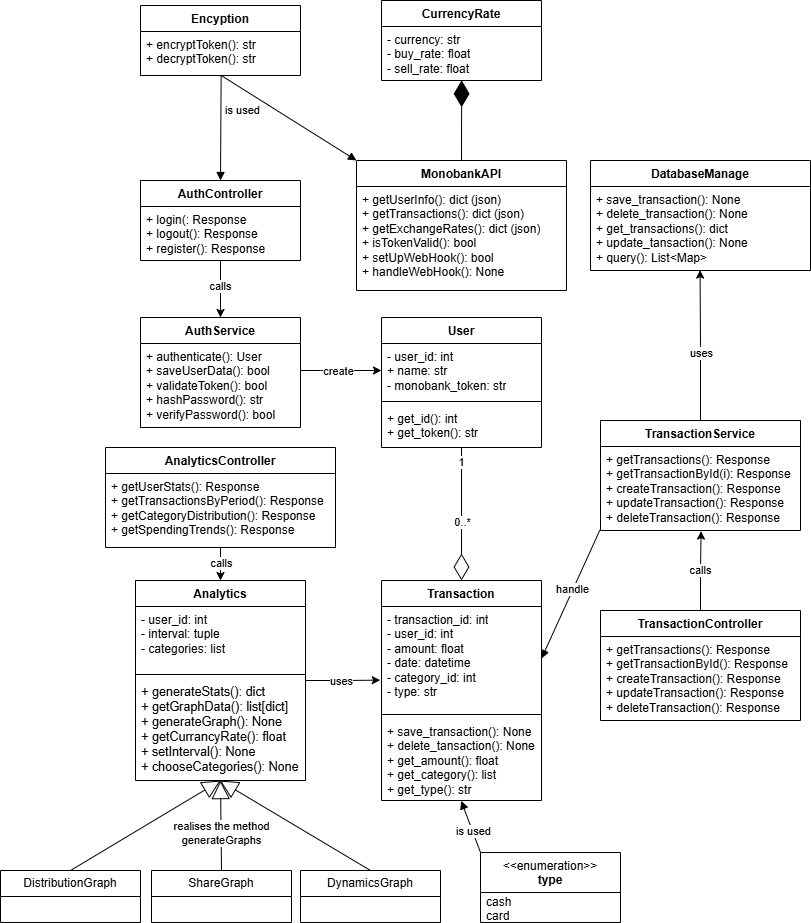 Encyption
+ encryptToken(): str
+ decryptToken(): str
CurrencyRate
- currency: str
- buy_rate: float
- sell_rate: float
is used
AuthController
+ login(: Response
+ logout(): Response
+ register(): Response
MonobankAPI
+ getUserInfo(): dict (json)
+ getTransactions(): dict (json)
+ getExchangeRates(): dict (json)
+ isTokenValid(): bool
+ setUpWebHook(): bool
+ handleWebHook(): None
DatabaseManage
+ save_transaction(): None
+ delete_transaction(): None
+ get_transactions(): dict
+ update_tansaction(): None
+ query(): List<Map>
calls
AuthService
+ authenticate(): User
+ saveUserData(): bool
+ validateToken(): bool
+ hashPassword(): str
+ verifyPassword(): bool
create
User
- user_id: int
+ name: str
- monobank_token: str
+ get_id(): int
+ get_token(): str
uses
1
0..*
AnalyticsController
+ getUserStats(): Response
+ getTransactionsByPeriod(): Response
+ getCategoryDistribution(): Response
+ getSpendingTrends(): Response
calls
TransactionService
+ getTransactions(): Response
+ getTransactionById(i): Response
+ createTransaction(): Response
+ updateTransaction(): Response
+ deleteTransaction(): Response
handle
calls
Analytics
- user_id: int
- interval: tuple
- categories: list
+ generateStats(): dict
+ getGraphData(): list[dict]
+ generateGraph(): None
+ getCurrancyRate(): float
+ setInterval(): None
+ chooseCategories(): None
uses
Transaction
- transaction_id: int
- user_id: int
- amount: float
- date: datetime
- category_id: int
- type: str
+ save_transaction(): None
+ delete_tansaction(): None
+ get_amount(): float
+ get_category(): list
+ get_type(): str
TransactionController
+ getTransactions(): Response
+ getTransactionById(): Response
+ createTransaction(): Response
+ updateTransaction(): Response
+ deleteTransaction(): Response
realises the method
generateGraphs
is used
DistributionGraph
ShareGraph
DynamicsGraph
<<enumeration>>
type
cash
card